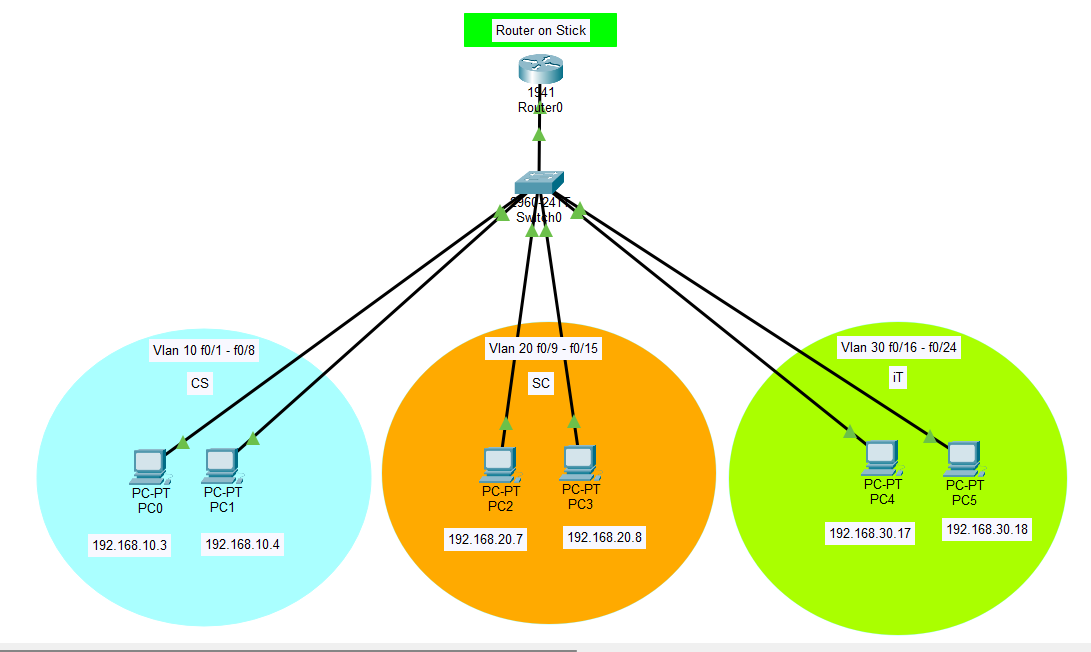 Router on Stick
1941
Router0
2960-24TT
Switch0
Vlan 10 f0/1 - f0/8
CS
PC-PT
PC0
PC-PT
PC1
192.168.10.3
192.168.10.4
Vlan 20 f0/9 - f0/15
SC
PC-PT
PC2
PC-PT
PC3
192.168.20.7
192.168.20.8
Vlan 30 f0/16 - f0/24
iT
PC-PT
PC4
PC-PT
PC5
192.168.30.17
192.168.30.18